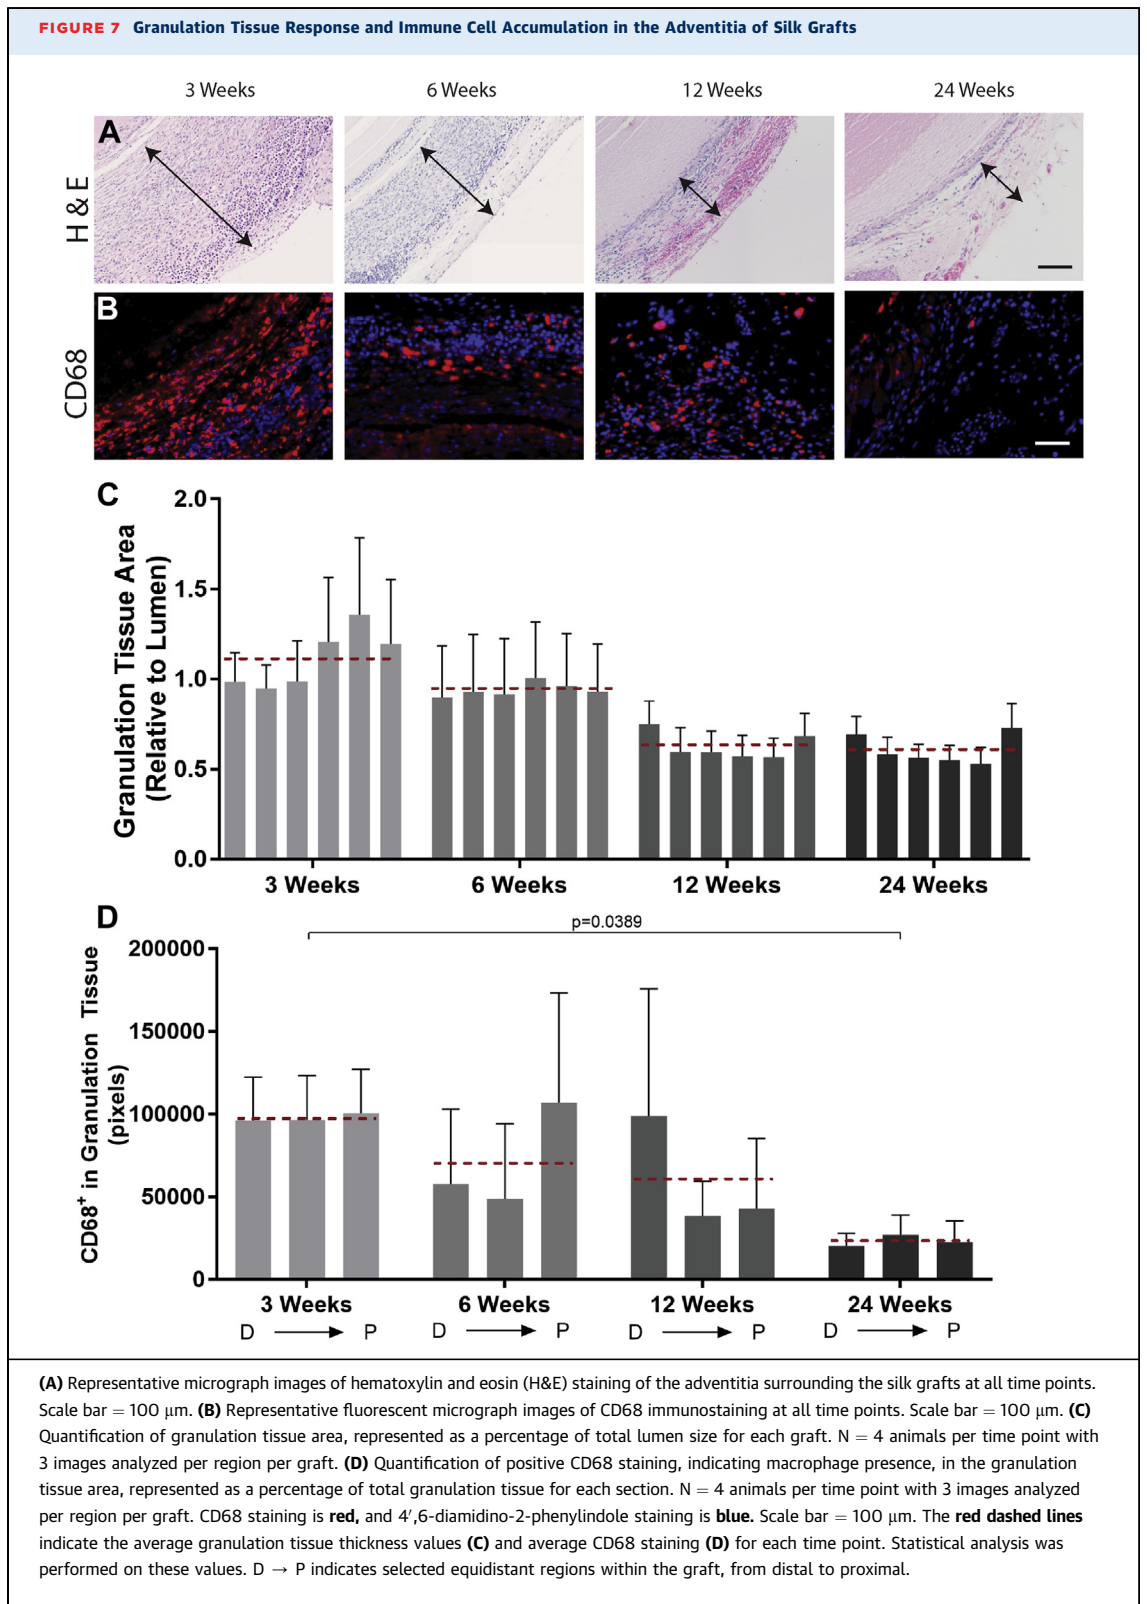 FIGURE 7 Granulation Tissue Response and Immune Cell Accumulation in the Adventitia of Silk Grafts
3 Weeks 6 Weeks 12 Weeks 24 Weeks
A
H & E
B
CD68
C
Granulation Tissue Area
(Relative to Lumen)
2.0
1.5
1.0
0.5
0.0
3 Weeks 6 Weeks 12 Weeks 24 Weeks
D
p=0.0389
CD68+ in Granulation Tissue
(pixels)
200000
150000
100000
50000
0
3 Weeks 6 Weeks 12 Weeks 24 Weeks
D → P D → P D → P D → P
(A) Representative micrograph images of hematoxylin and eosin (H&E) staining of the adventitia surrounding the silk grafts at all time points.
Scale bar = 100 μm. (B) Representative fluorescent micrograph images of CD68 immunostaining at all time points. Scale bar = 100 μm. (C)
Quantification of granulation tissue area, represented as a percentage of total lumen size for each graft. N = 4 animals per time point with
3 images analyzed per region per graft. (D) Quantification of positive CD68 staining, indicating macrophage presence, in the granulation
tissue area, represented as a percentage of total granulation tissue for each section. N = 4 animals per time point with 3 images analyzed
per region per graft. CD68 staining is red, and 4′,6-diamidino-2-phenylindole staining is blue. Scale bar = 100 μm. The red dashed lines
indicate the average granulation tissue thickness values (C) and average CD68 staining (D) for each time point. Statistical analysis was
performed on these values. D → P indicates selected equidistant regions within the graft, from distal to proximal.